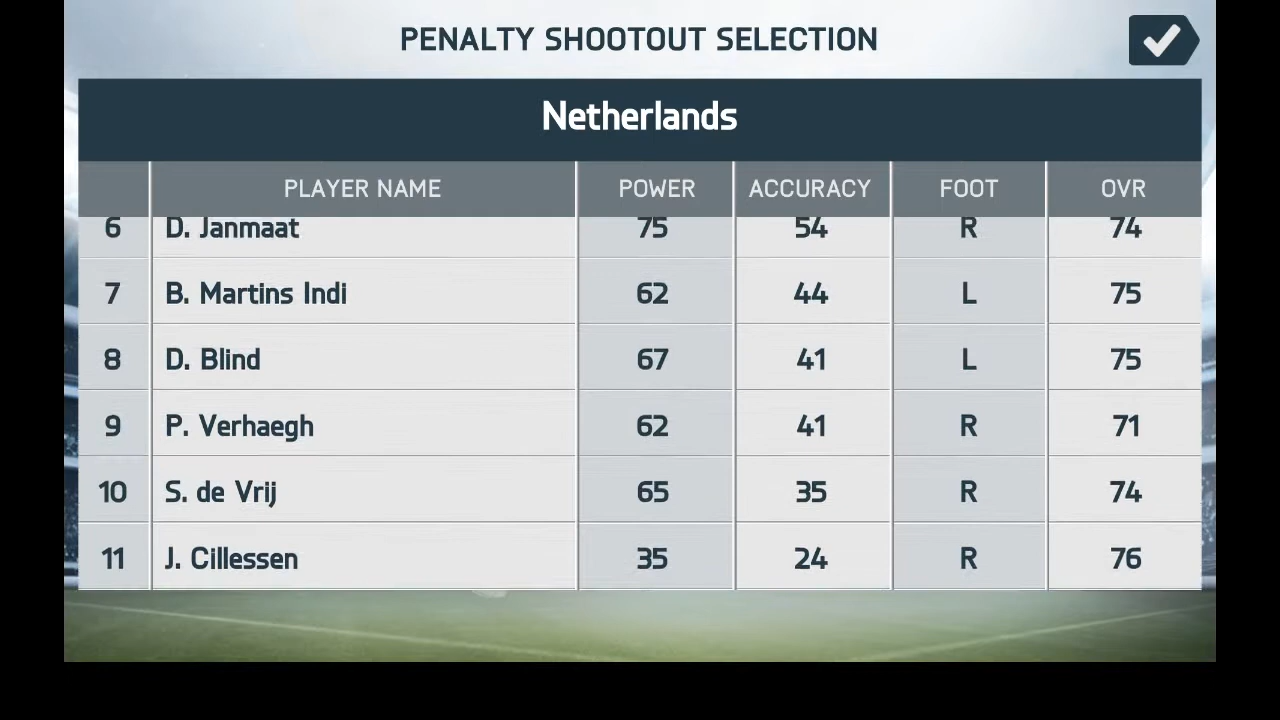 PENALTY SHOOTOUT SELECTION
Netherlands
PLAYER NAME POWER ACCURACY FOOT OVR
6 D. Janmaat 75 54 R 74
7 B. Martins Indi 62 44 L 75
8 D. Blind 67 41 L 75
9 P. Verhaegh 62 41 R 71
10 S. de Vrij 65 35 R 74
11 J. Cillessen 35 24 R 76